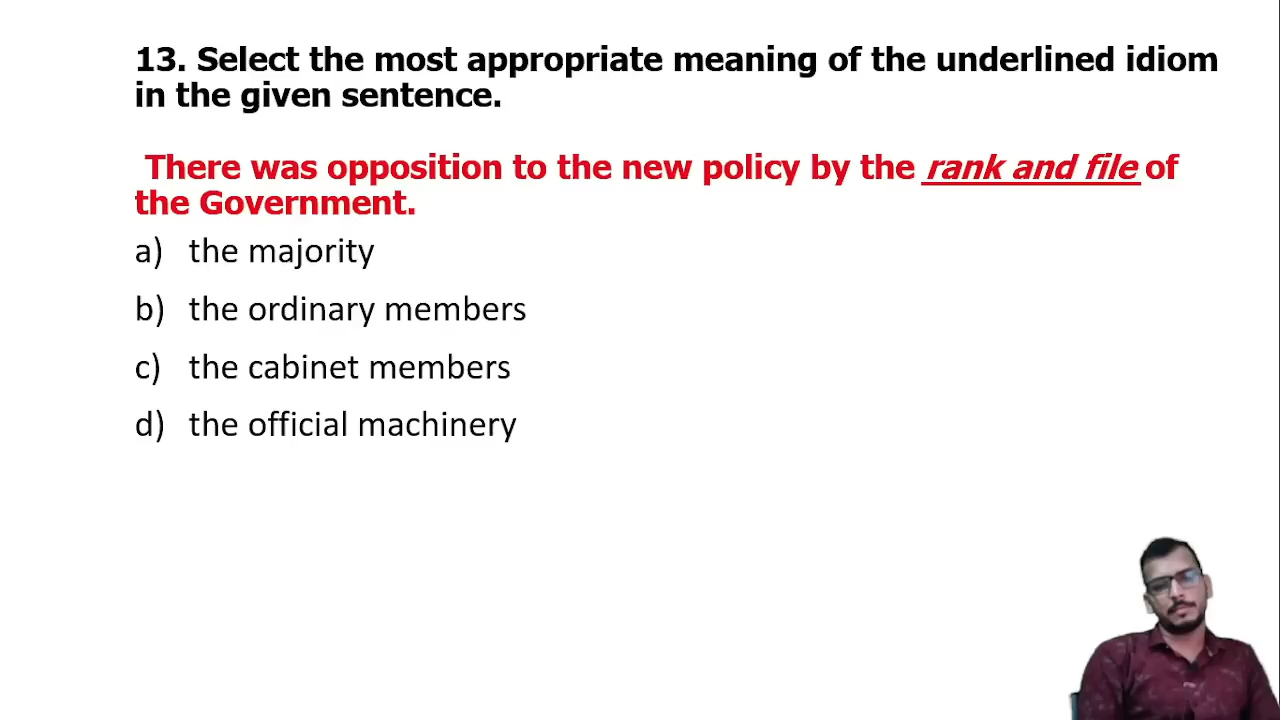 13. Select the most appropriate meaning of the underlined idiom
in the given sentence.
There was opposition to the new policy by the rank and file of
the Government.
a) the majority
b) the ordinary members
c) the cabinet members
d) the official machinery